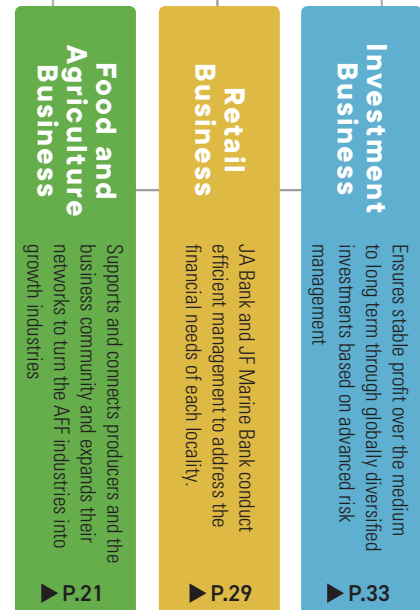 Food and
Agriculture
Business
Supports and connects producers and the
business community and expands their
networks to turn the AFF industries into
growth industries
▶ P.21
Retail
Business
JA Bank and JF Marine Bank conduct
efficient management to address the
financial needs of each locality.
▶ P.29
Investment
Business
Ensures stable profit over the medium
to long term through globally diversified
investments based on advanced risk
management
▶ P.33